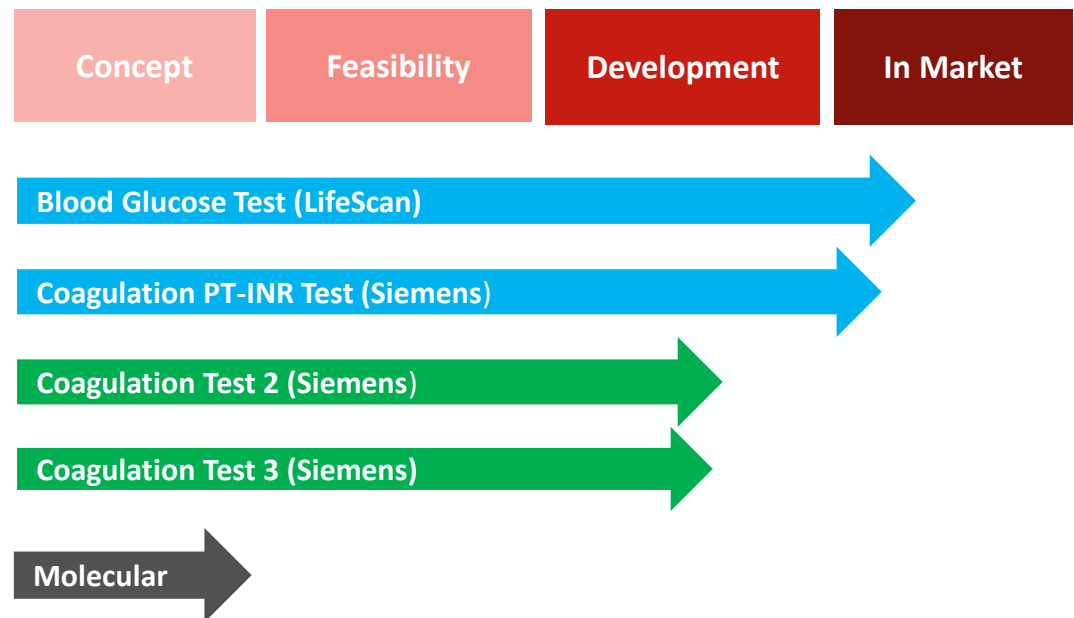 Concept
Feasibility
Development
In Market
Blood Glucose Test (LifeScan)
Coagulation PT-INR Test (Siemens)
Coagulation Test 2 (Siemens)
Coagulation Test 3 (Siemens)
Molecular